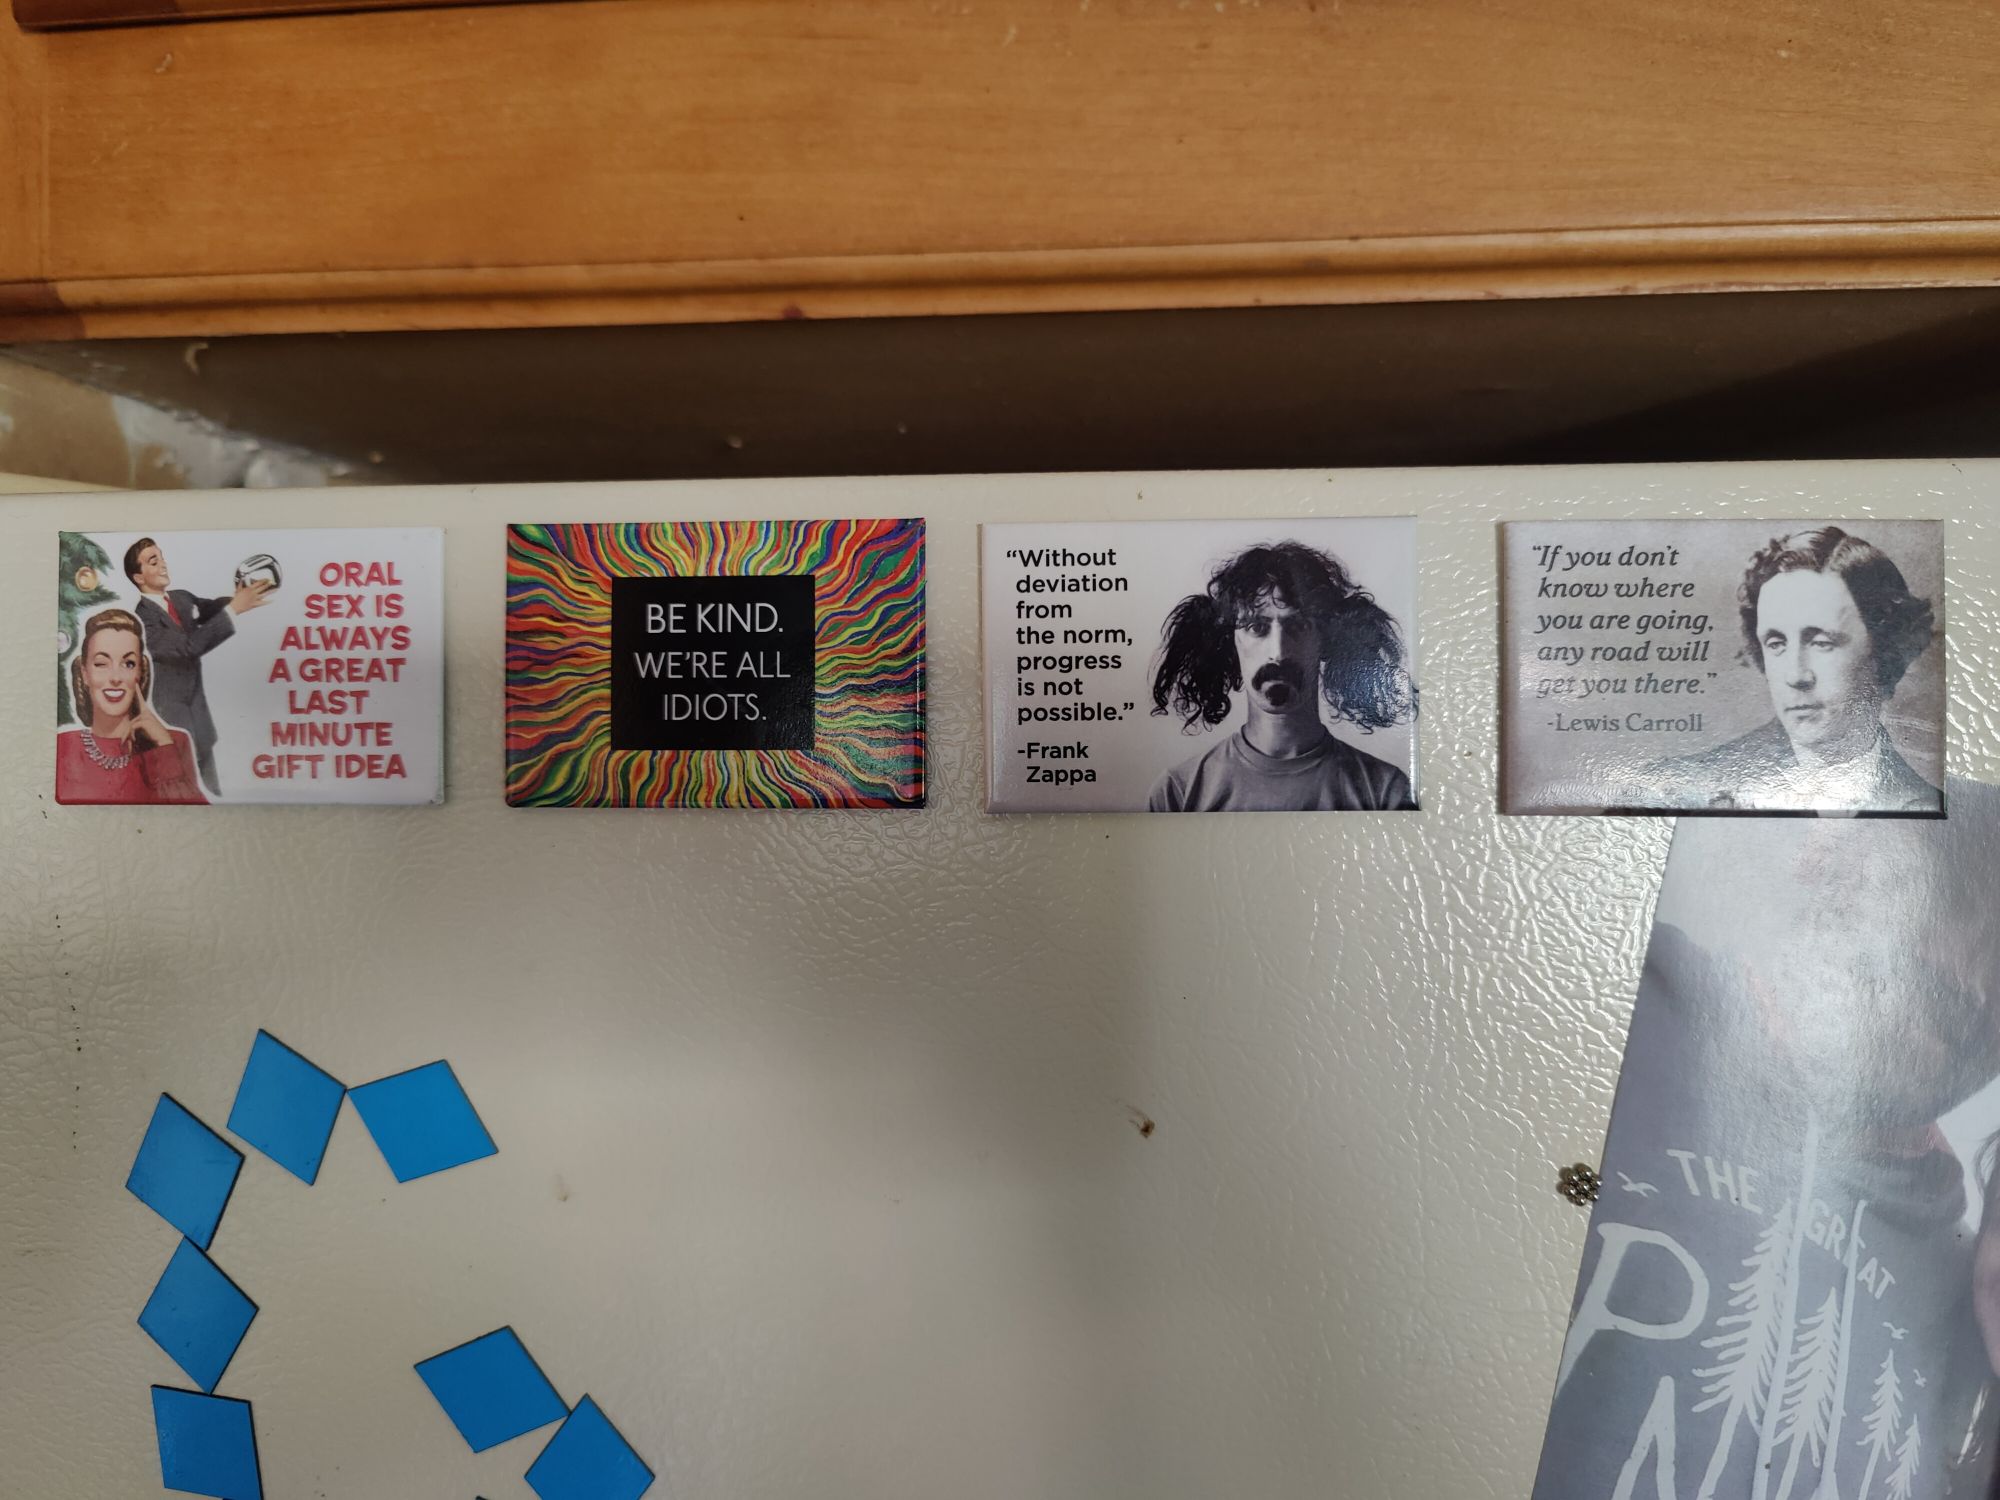 ORAL
SEX IS
ALWAYS
A GREAT
LAST
MINUTE
GIFT IDEA
BE KIND.
WE'RE ALL
IDIOTS.
“Without
deviation
from
the norm,
progress
is not
possible.”
-Frank
Zappa
“If you don't
know where
you are going,
any road will
get you there.”
-Lewis Carroll
THE GREAT